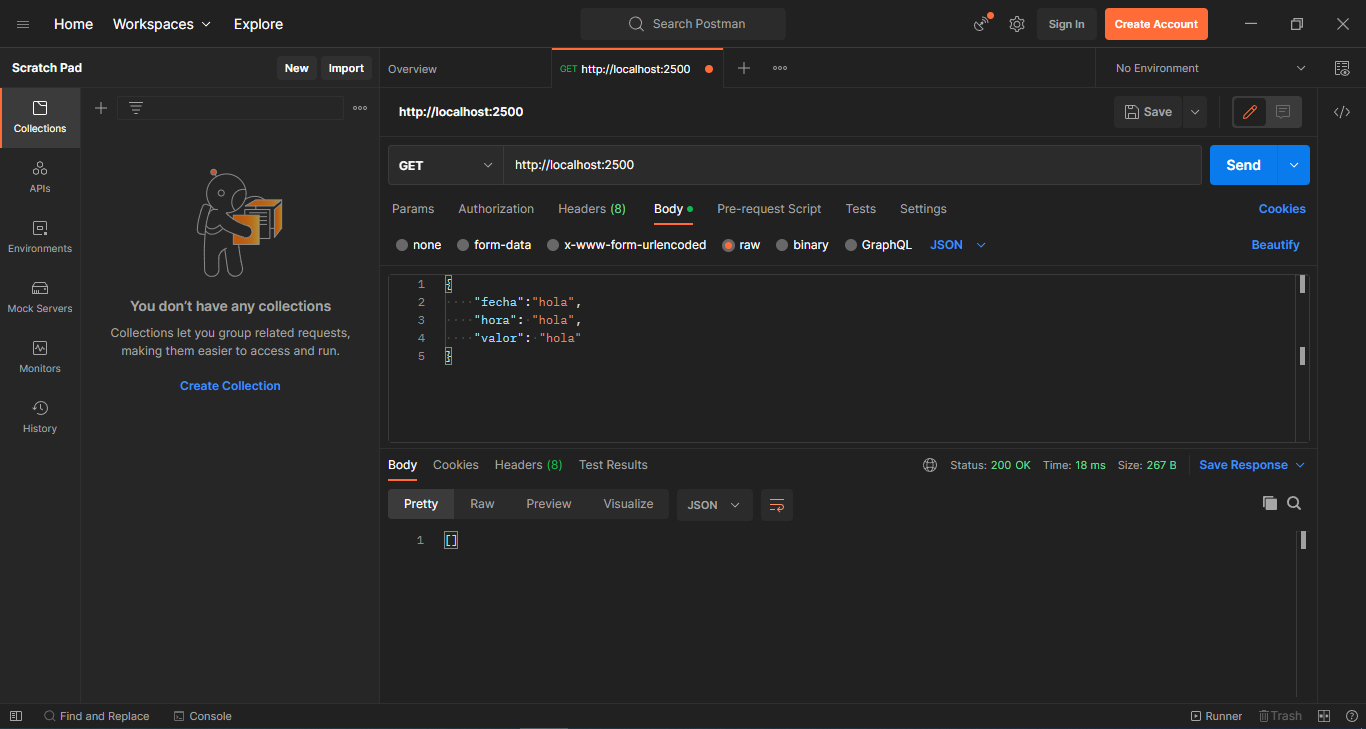 Home Workspaces Explore Search Postman Sign In Create Account
Scratch Pad New Import Overview GET http://localhost:2500 No Environment
Collections
APIs
Environments
Mock Servers
Monitors
History
You don't have any collections
Collections let you group related requests,
making them easier to access and run.
Create Collection
http://localhost:2500 Save
GET http://localhost:2500 Send
Params Authorization Headers (8) Body Pre-request Script Tests Settings Cookies
none form-data x-www-form-urlencoded raw binary GraphQL JSON Beautify
1 {
2 ····"fecha":"hola",
3 ····"hora":·"hola",
4 ····"valor":·"hola"
5 }
Body Cookies Headers (8) Test Results Status: 200 OK Time: 18 ms Size: 267 B Save Response
Pretty Raw Preview Visualize JSON
1 []
Find and Replace Console Runner Trash